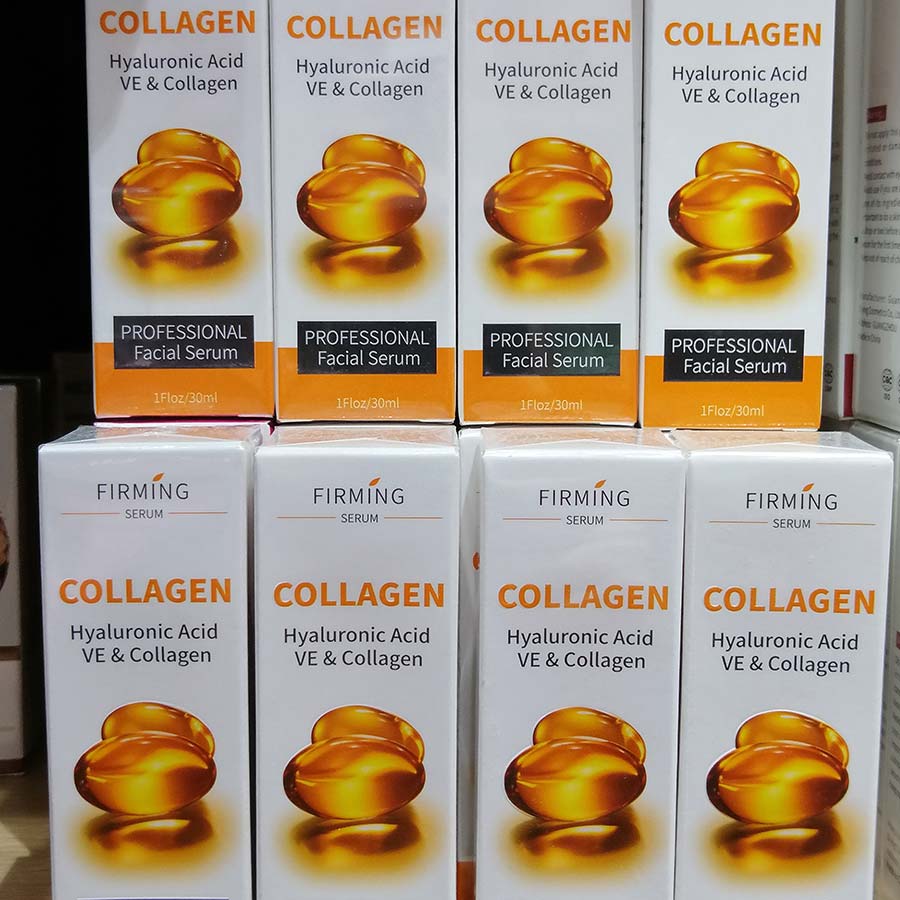 COLLAGEN
Hyaluronic Acid
VE & Collagen
PROFESSIONAL
Facial Serum
1Floz/30ml
COLLAGEN
Hyaluronic Acid
VE & Collagen
PROFESSIONAL
Facial Serum
1Floz/30ml
COLLAGEN
Hyaluronic Acid
VE & Collagen
PROFESSIONAL
Facial Serum
1Floz/30ml
COLLAGEN
Hyaluronic Acid
VE & Collagen
PROFESSIONAL
Facial Serum
1Floz/30ml
FIRMING
SERUM
COLLAGEN
Hyaluronic Acid
VE & Collagen
FIRMING
SERUM
COLLAGEN
Hyaluronic Acid
VE & Collagen
FIRMING
SERUM
COLLAGEN
Hyaluronic Acid
VE & Collagen
FIRMING
SERUM
COLLAGEN
Hyaluronic Acid
VE & Collagen